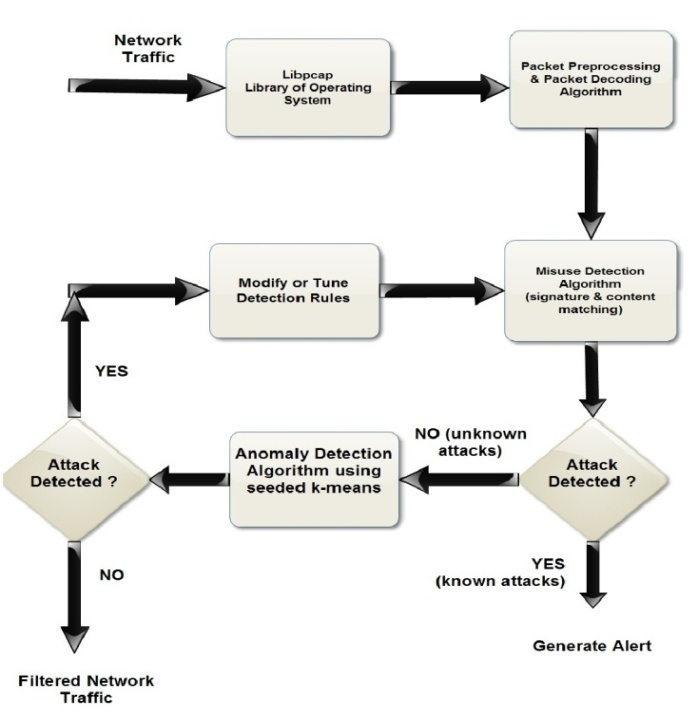 Network
Traffic
Libpcap
Library of Operating
System
Packet Preprocessing
& Packet Decoding
Algorithm
Modify or Tune
Detection Rules
Misuse Detection
Algorithm
(signature & content
matching)
YES
Attack
Detected ?
Anomaly Detection
Algorithm using
seeded k-means
NO (unknown
attacks)
Attack
Detected ?
NO
YES
(known attacks)
Generate Alert
Filtered Network
Traffic